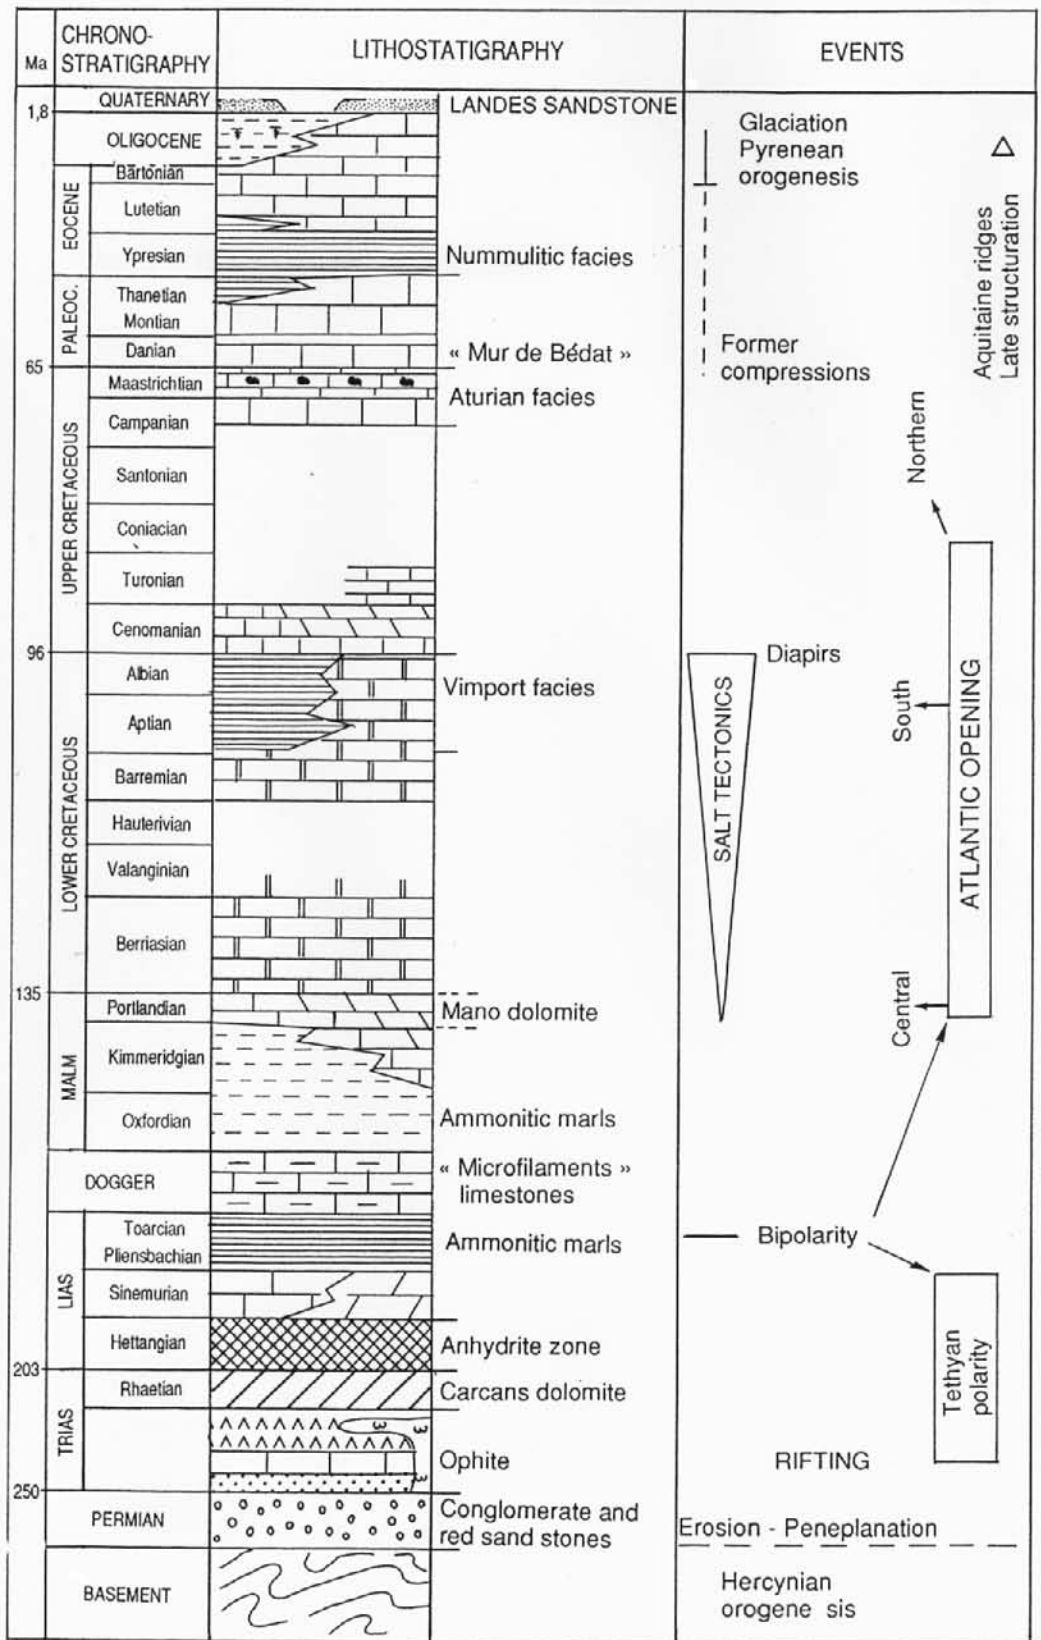 Ma
CHRONO-
STRATIGRAPHY
LITHOSTATIGRAPHY
EVENTS
QUATERNARY
LANDES SANDSTONE
1,8
OLIGOCENE
Glaciation
Pyrenean
orogenesis
EOCENE
Bartonian
Lutetian
Ypresian
Nummulitic facies
Aquitaine ridges
Late structuration
PALEOC.
Thanetian
Montian
Danian
« Mur de Bédat »
Former
compressions
65
UPPER CRETACEOUS
Maastrichtian
Aturian facies
Campanian
Santonian
Coniacian
Turonian
Cenomanian
Northern
96
LOWER CRETACEOUS
Albian
Vimport facies
Aptian
Barremian
Hauterivian
Valanginian
Berriasian
Diapirs
SALT TECTONICS
South
ATLANTIC OPENING
Central
135
MALM
Portlandian
Mano dolomite
Kimmeridgian
Oxfordian
Ammonitic marls
DOGGER
« Microfilaments »
limestones
LIAS
Toarcian
Pliensbachian
Ammonitic marls
Bipolarity
Sinemurian
Hettangian
Anhydrite zone
203
TRIAS
Rhaetian
Carcans dolomite
Tethyan
polarity
Ophite
RIFTING
250
PERMIAN
Conglomerate and
red sand stones
Erosion - Peneplanation
BASEMENT
Hercynian
orogene sis